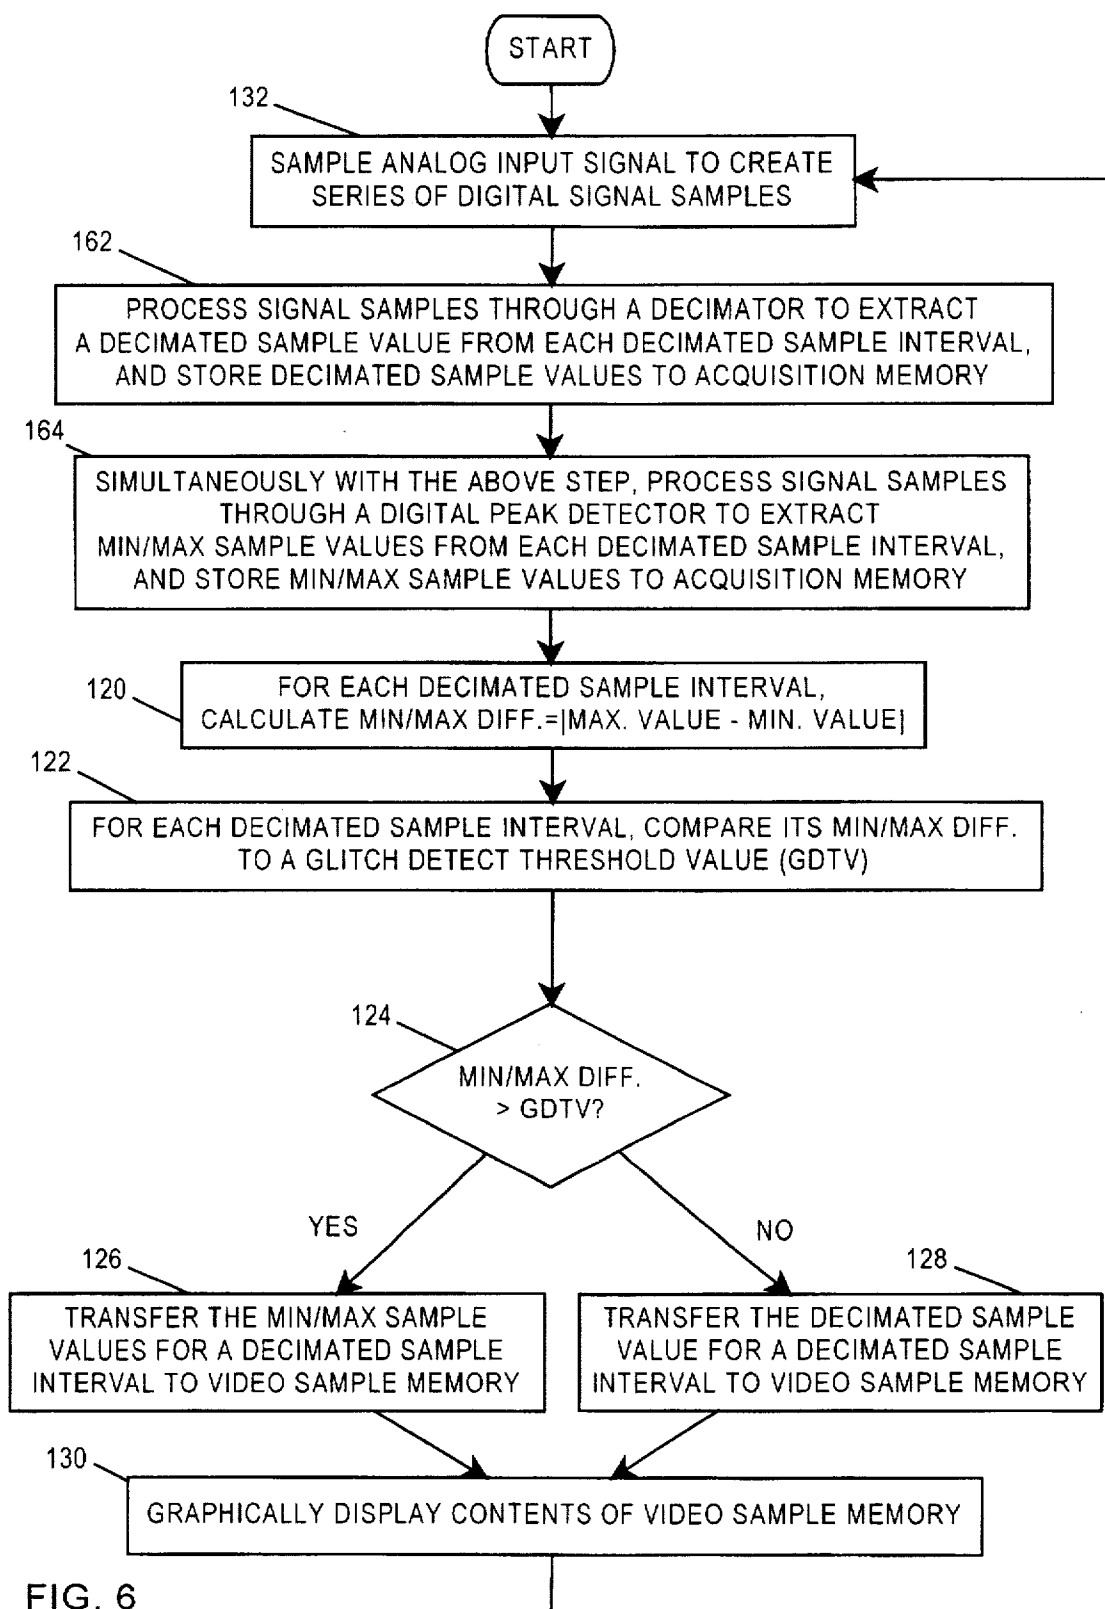 START
132
SAMPLE ANALOG INPUT SIGNAL TO CREATE
SERIES OF DIGITAL SIGNAL SAMPLES
162
PROCESS SIGNAL SAMPLES THROUGH A DECIMATOR TO EXTRACT
A DECIMATED SAMPLE VALUE FROM EACH DECIMATED SAMPLE INTERVAL,
AND STORE DECIMATED SAMPLE VALUES TO ACQUISITION MEMORY
164
SIMULTANEOUSLY WITH THE ABOVE STEP, PROCESS SIGNAL SAMPLES
THROUGH A DIGITAL PEAK DETECTOR TO EXTRACT
MIN/MAX SAMPLE VALUES FROM EACH DECIMATED SAMPLE INTERVAL,
AND STORE MIN/MAX SAMPLE VALUES TO ACQUISITION MEMORY
120
FOR EACH DECIMATED SAMPLE INTERVAL,
CALCULATE MIN/MAX DIFF.=|MAX. VALUE - MIN. VALUE|
122
FOR EACH DECIMATED SAMPLE INTERVAL, COMPARE ITS MIN/MAX DIFF.
TO A GLITCH DETECT THRESHOLD VALUE (GDTV)
124
MIN/MAX DIFF.
> GDTV?
YES
NO
126
TRANSFER THE MIN/MAX SAMPLE
VALUES FOR A DECIMATED SAMPLE
INTERVAL TO VIDEO SAMPLE MEMORY
128
TRANSFER THE DECIMATED SAMPLE
VALUE FOR A DECIMATED SAMPLE
INTERVAL TO VIDEO SAMPLE MEMORY
130
GRAPHICALLY DISPLAY CONTENTS OF VIDEO SAMPLE MEMORY
FIG. 6